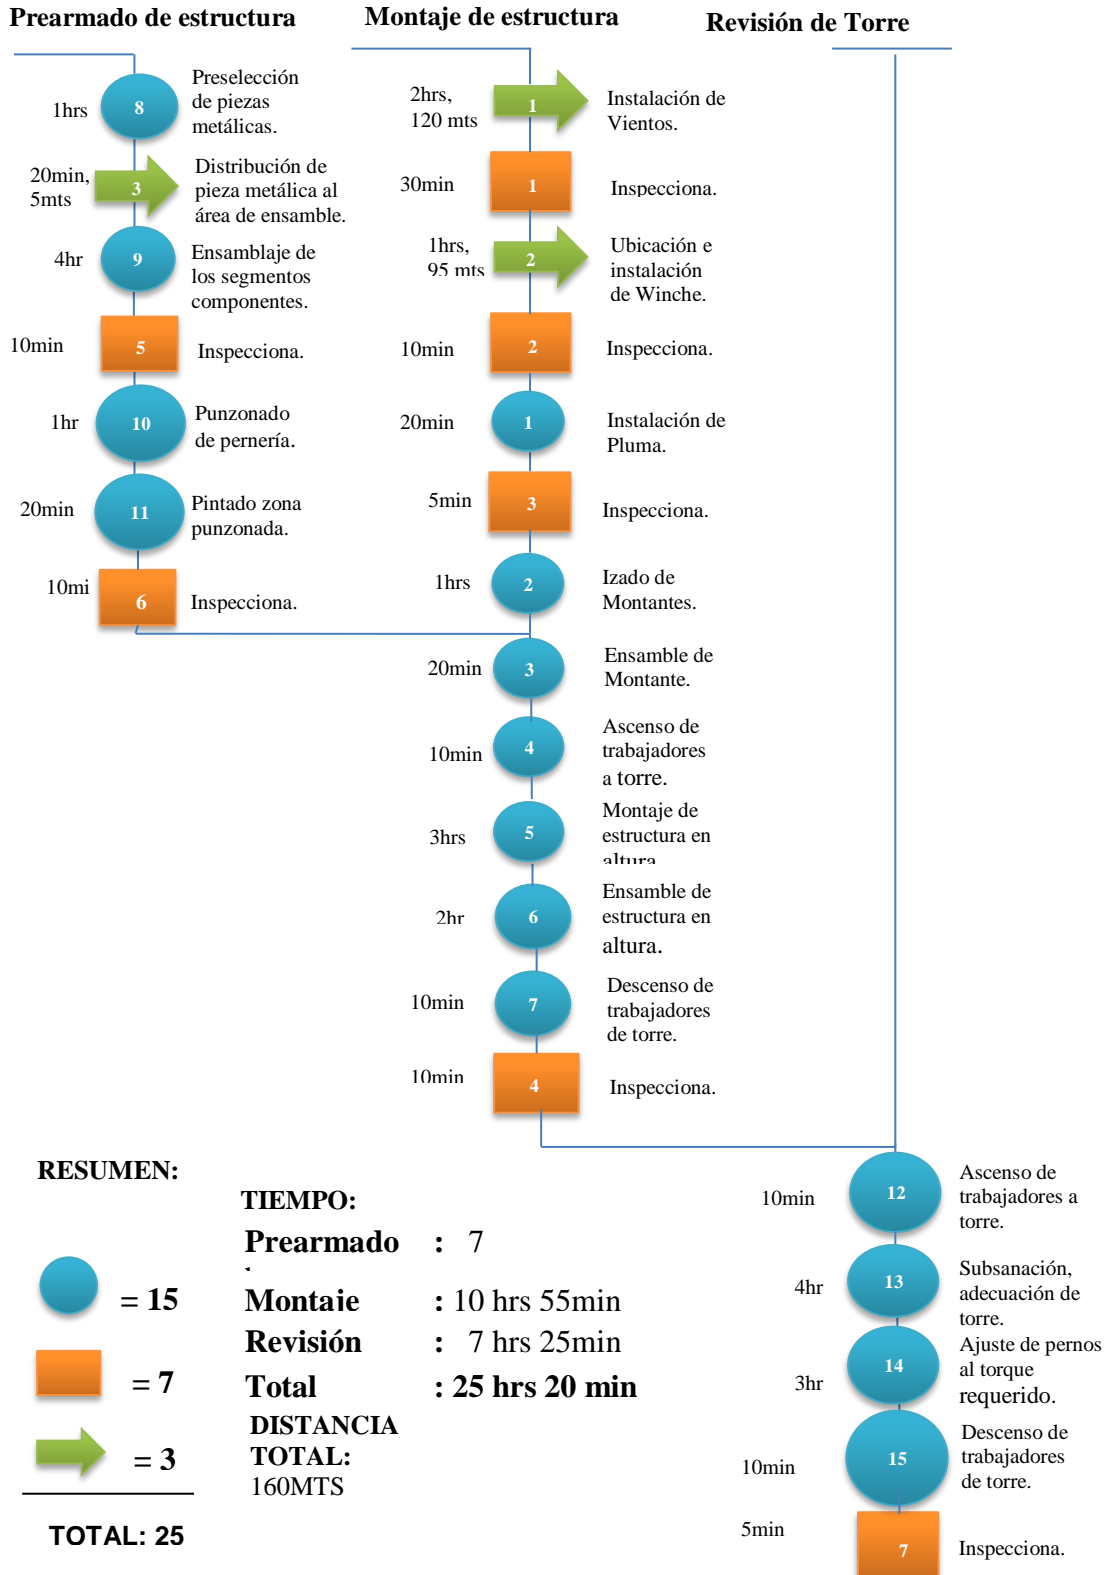 Prearmado de estructura
Montaje de estructura
Revisión de Torre
1hrs
8
Preselección
de piezas
metálicas.
20min,
5mts
3
Distribución de
pieza metálica al
área de ensamble.
4hr
9
Ensamblaje de
los segmentos
componentes.
10min
5
Inspecciona.
1hr
10
Punzonado
de pernería.
20min
11
Pintado zona
punzonada.
10mi
6
Inspecciona.
2hrs,
120 mts
1
Instalación de
Vientos.
30min
1
Inspecciona.
1hrs,
95 mts
2
Ubicación e
instalación
de Winche.
10min
2
Inspecciona.
20min
1
Instalación de
Pluma.
5min
3
Inspecciona.
1hrs
2
Izado de
Montantes.
20min
3
Ensamble de
Montante.
10min
4
Ascenso de
trabajadores
a torre.
3hrs
5
Montaje de
estructura en
altura
2hr
6
Ensamble de
estructura en
altura.
10min
7
Descenso de
trabajadores
de torre.
10min
4
Inspecciona.
10min
12
Ascenso de
trabajadores a
torre.
4hr
13
Subsanación,
adecuación de
torre.
3hr
14
Ajuste de pernos
al torque
requerido.
10min
15
Descenso de
trabajadores
de torre.
5min
7
Inspecciona.
RESUMEN:
= 15
= 7
= 3
TOTAL: 25
TIEMPO:
Prearmado : 7
Montaje : 10 hrs 55min
Revisión : 7 hrs 25min
Total : 25 hrs 20 min
DISTANCIA
TOTAL:
160MTS